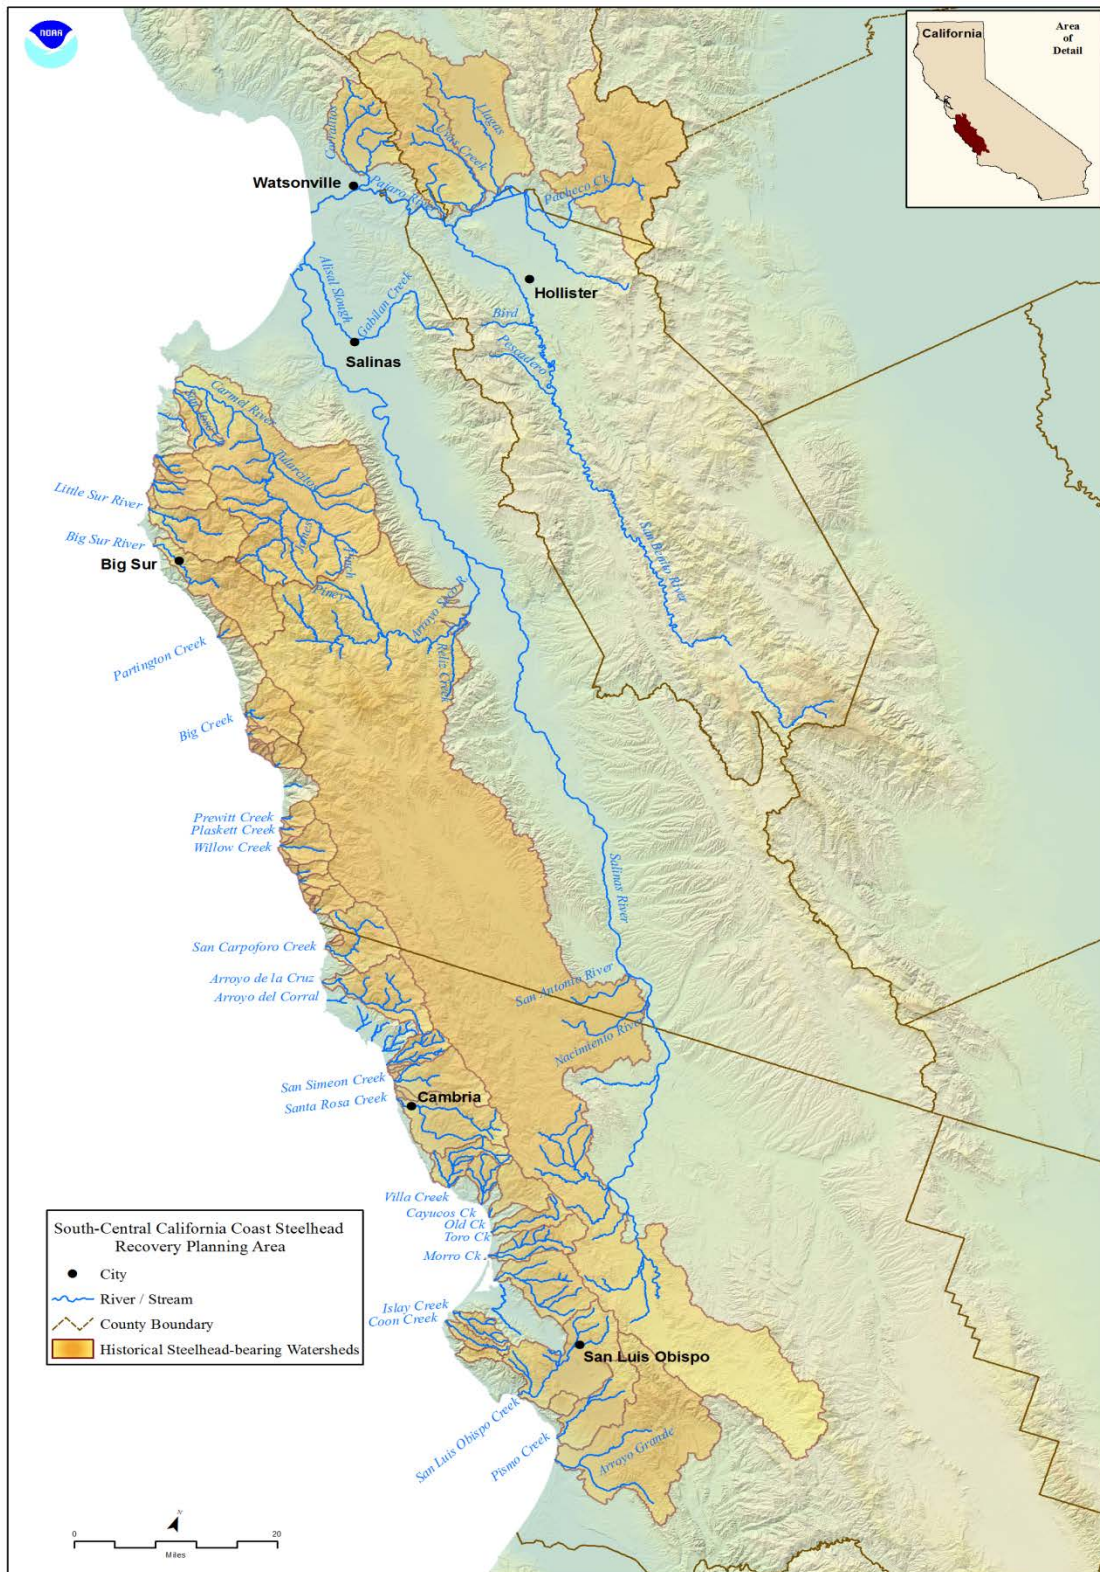 NOAA
California
Area
of
Detail
Corralitos
Llagas
Uvas Creek
Watsonville
Pajaro River
Pacheco Ck
Alisal Slough
Gabilan Creek
Hollister
Bird
Salinas
Pescadero
Carmel River
San Jose Ck
Tularcitos
Little Sur River
Big Sur River
Big Sur
James
Finch
Piney
Arroyo Seco R.
Reliz Creek
San Benito River
Partington Creek
Big Creek
Prewitt Creek
Plaskett Creek
Willow Creek
Salinas River
San Carpoforo Creek
Arroyo de la Cruz
Arroyo del Corral
San Antonio River
Nacimiento River
San Simeon Creek
Cambria
Santa Rosa Creek
Villa Creek
Cayucos Ck
Old Ck
Toro Ck
Morro Ck
Islay Creek
Coon Creek
San Luis Obispo
San Luis Obispo Creek
Pismo Creek
Arroyo Grande
South-Central California Coast Steelhead
Recovery Planning Area
City
River / Stream
County Boundary
Historical Steelhead-bearing Watersheds
N
0 20
Miles